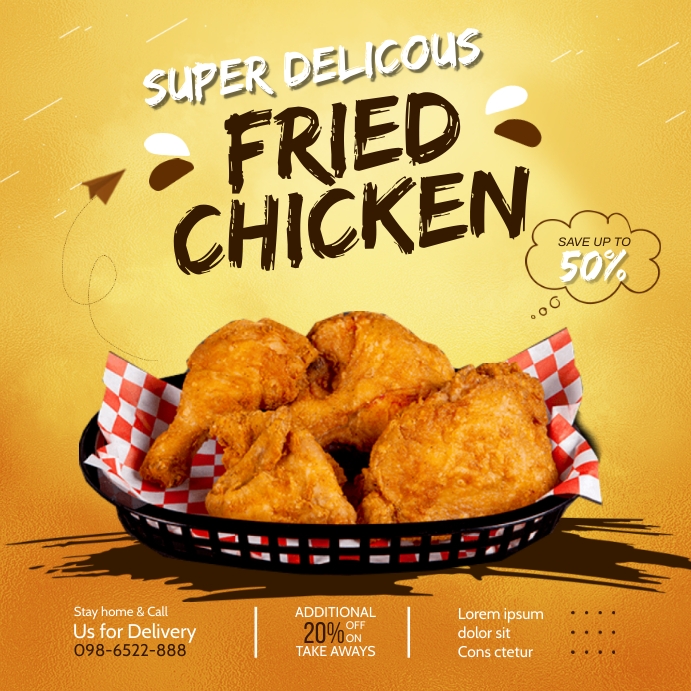 SUPER DELICOUS
FRIED
CHICKEN
SAVE UP TO
50%
Stay home & Call
Us for Delivery
098-6522-888
ADDITIONAL
20% OFF ON
TAKE AWAYS
Lorem ipsum
dolor sit
Cons ctetur